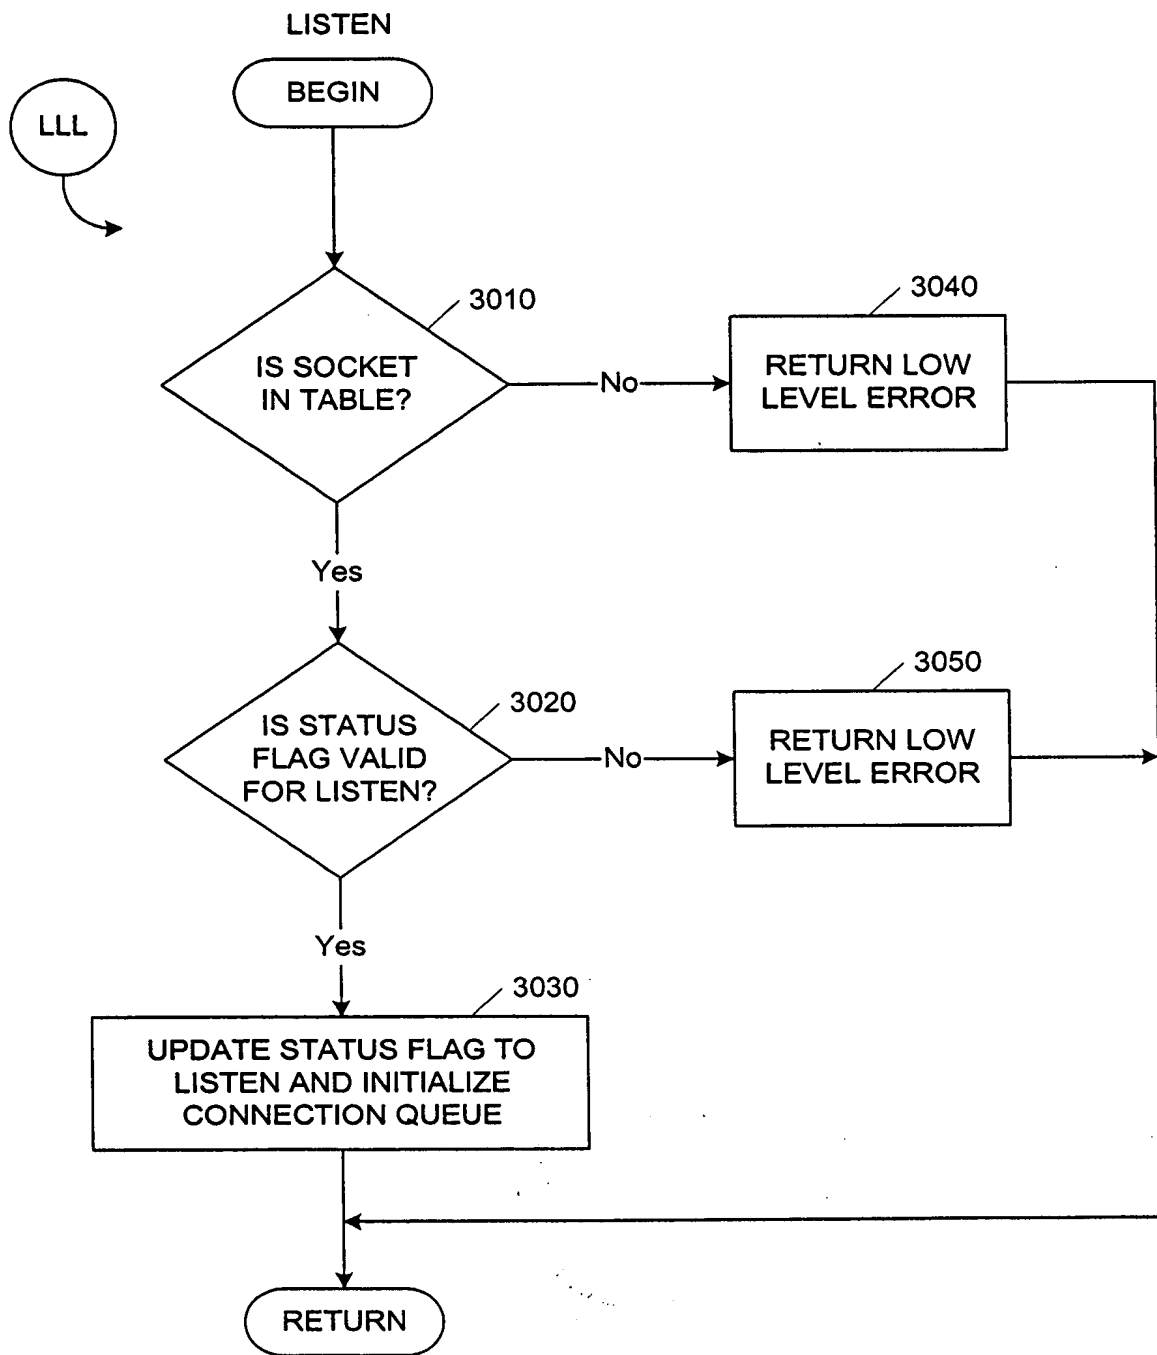 LISTEN
BEGIN
LLL
3010
IS SOCKET
IN TABLE?
No
3040
RETURN LOW
LEVEL ERROR
Yes
3020
IS STATUS
FLAG VALID
FOR LISTEN?
No
3050
RETURN LOW
LEVEL ERROR
Yes
3030
UPDATE STATUS FLAG TO
LISTEN AND INITIALIZE
CONNECTION QUEUE
RETURN